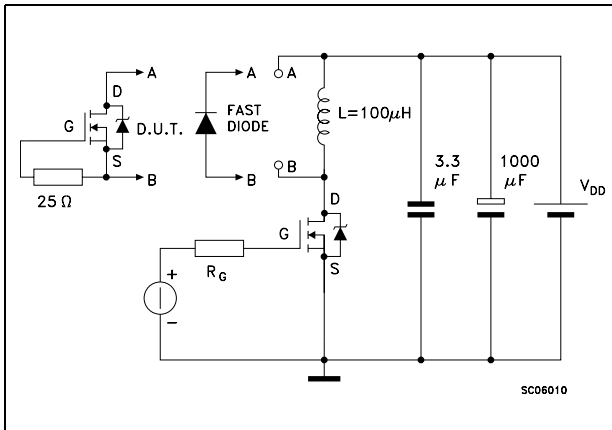 A
D
G
D.U.T.
S
B
25 Ω
A
FAST
DIODE
B
A
L=100μH
B
D
G
S
R_G
+
−
3.3
μF
1000
μF
V_DD
SC06010